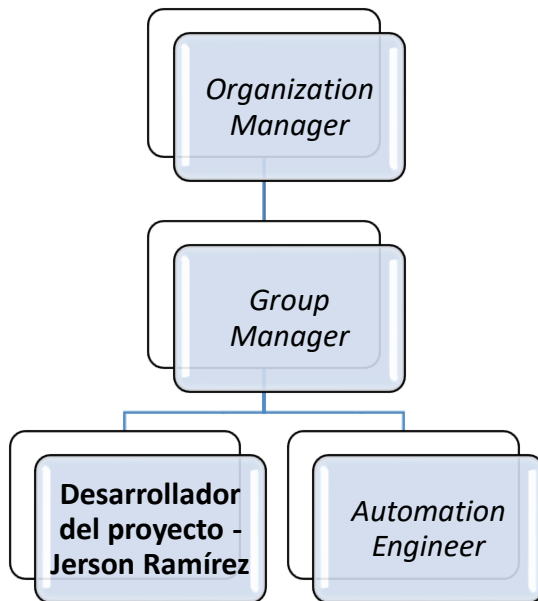 Organization
Manager
Group
Manager
Desarrollador
del proyecto -
Jerson Ramírez
Automation
Engineer